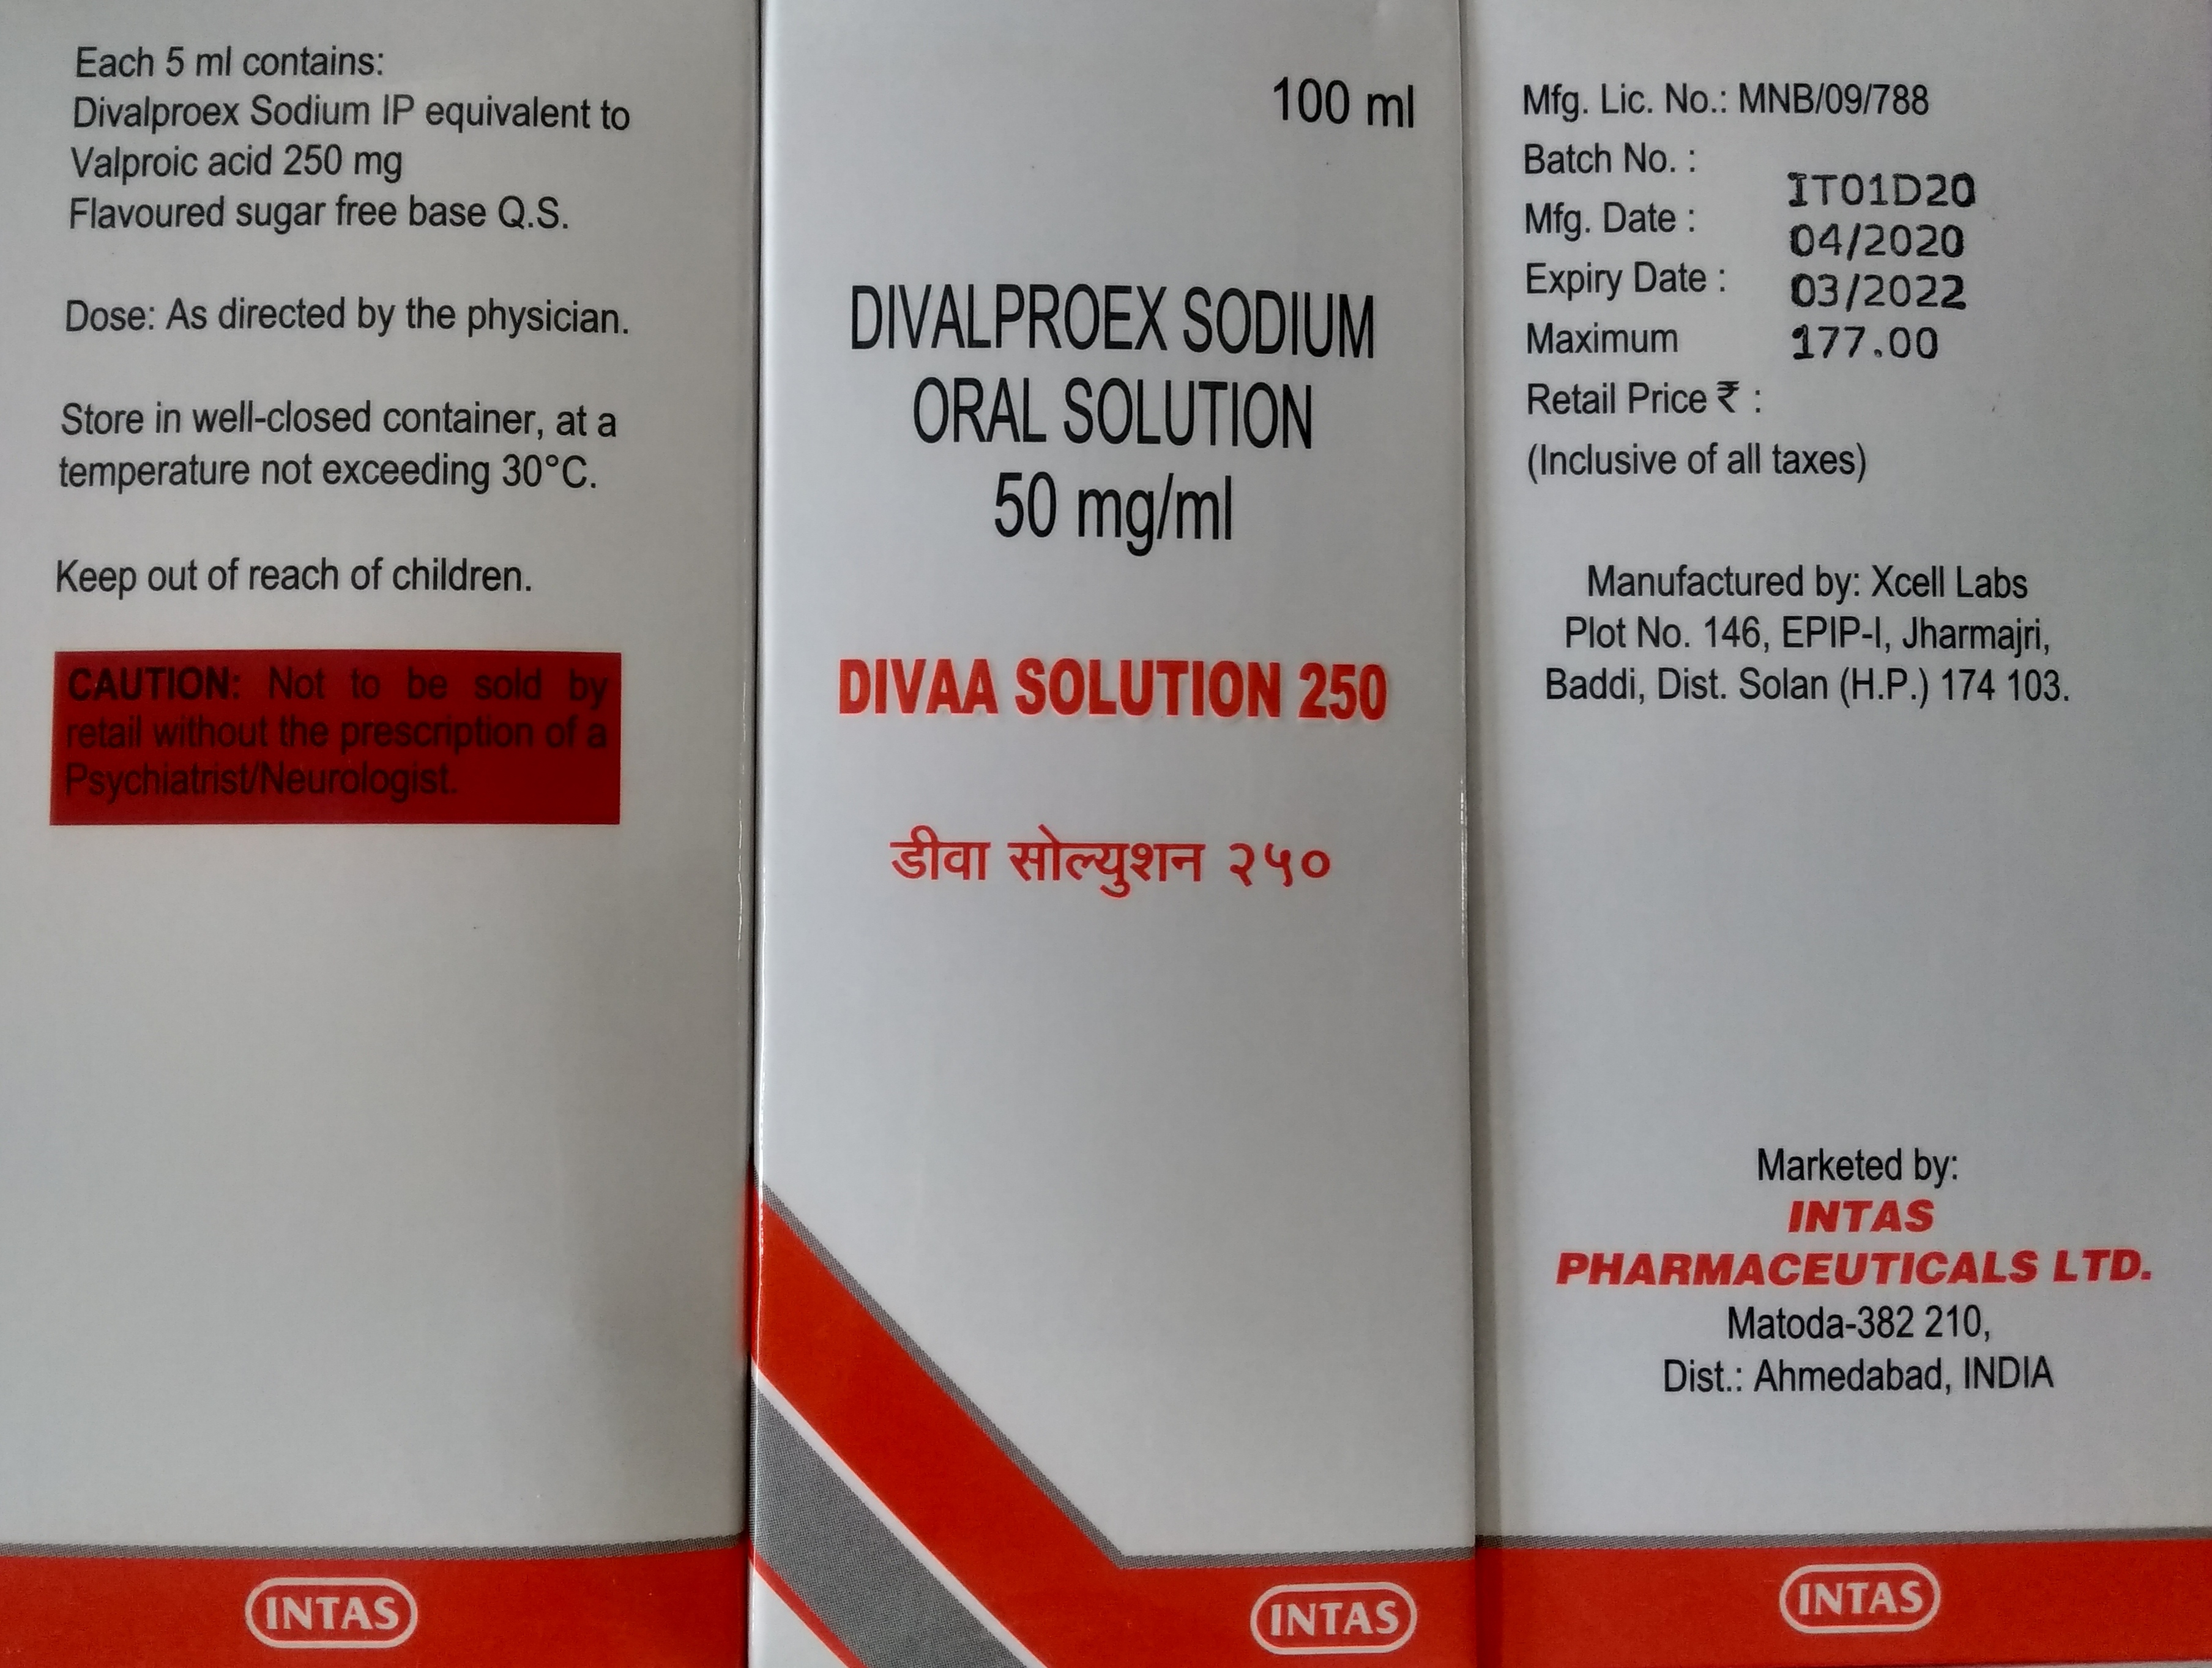 Each 5 ml contains:
Divalproex Sodium IP equivalent to
Valproic acid 250 mg
Flavoured sugar free base Q.S.
Dose: As directed by the physician.
Store in well-closed container, at a
temperature not exceeding 30°C.
Keep out of reach of children.
CAUTION: Not to be sold by
retail without the prescription of a
Psychiatrist/Neurologist.
INTAS
100 ml
DIVALPROEX SODIUM
ORAL SOLUTION
50 mg/ml
DIVAA SOLUTION 250
डीवा सोल्युशन २५०
INTAS
Mfg. Lic. No.: MNB/09/788
Batch No. : IT01D20
Mfg. Date : 04/2020
Expiry Date : 03/2022
Maximum 177.00
Retail Price ₹ :
(Inclusive of all taxes)
Manufactured by: Xcell Labs
Plot No. 146, EPIP-I, Jharmajri,
Baddi, Dist. Solan (H.P.) 174 103.
Marketed by:
INTAS
PHARMACEUTICALS LTD.
Matoda-382 210,
Dist.: Ahmedabad, INDIA
INTAS